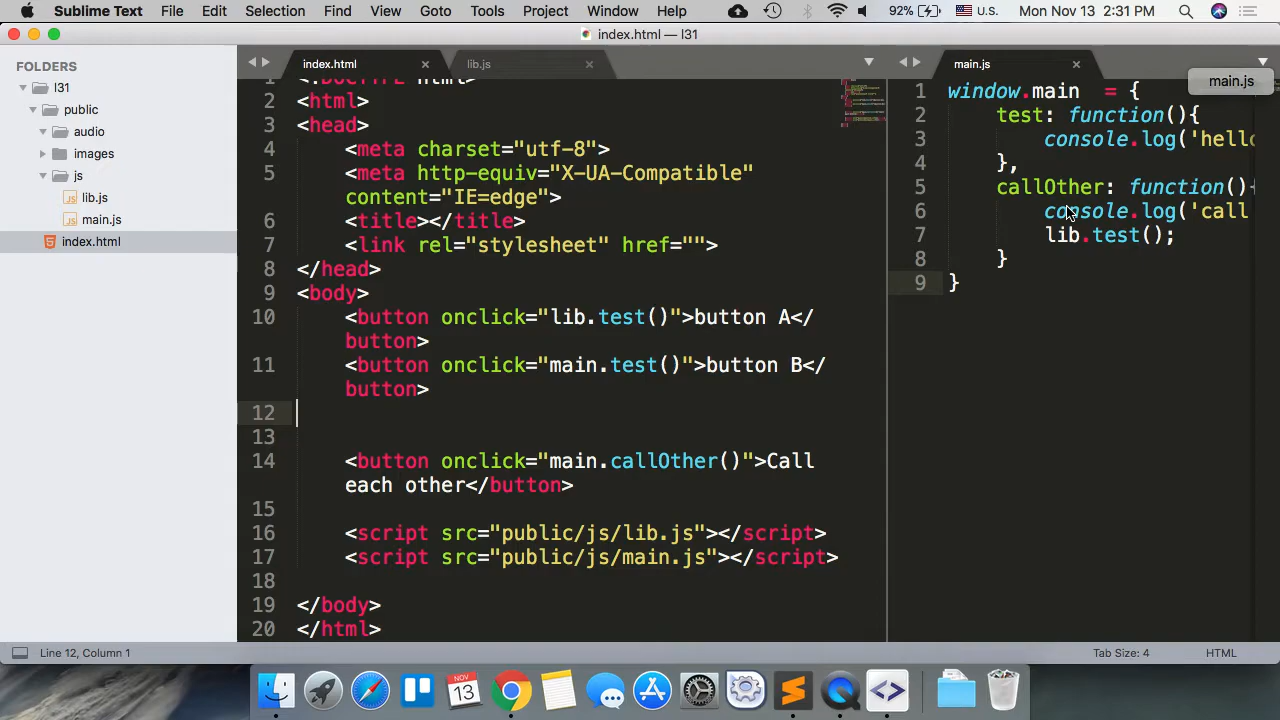 Sublime Text File Edit Selection Find View Goto Tools Project Window Help 92% U.S. Mon Nov 13 2:31 PM
index.html — l31
FOLDERS
l31
public
audio
images
js
lib.js
main.js
index.html
index.html lib.js
1 <!DOCTYPE html>
2 <html>
3 <head>
4 <meta charset="utf-8">
5 <meta http-equiv="X-UA-Compatible"
content="IE=edge">
6 <title></title>
7 <link rel="stylesheet" href="">
8 </head>
9 <body>
10 <button onclick="lib.test()">button A</
button>
11 <button onclick="main.test()">button B</
button>
12
13
14 <button onclick="main.callOther()">Call
each other</button>
15
16 <script src="public/js/lib.js"></script>
17 <script src="public/js/main.js"></script>
18
19 </body>
20 </html>
main.js
main.js
1 window.main = {
2 test: function(){
3 console.log('hello
4 },
5 callOther: function(){
6 console.log('call
7 lib.test();
8 }
9 }
Line 12, Column 1 Tab Size: 4 HTML
NOV
13